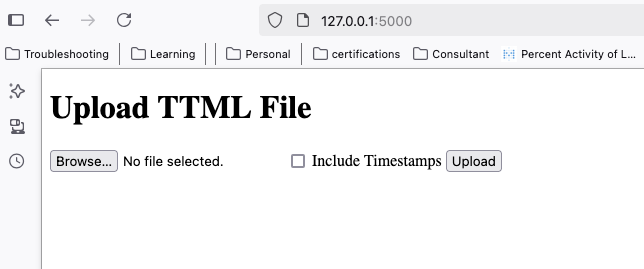 127.0.0.1:5000
Troubleshooting Learning Personal certifications Consultant Percent Activity of L...
Upload TTML File
Browse... No file selected. Include Timestamps Upload